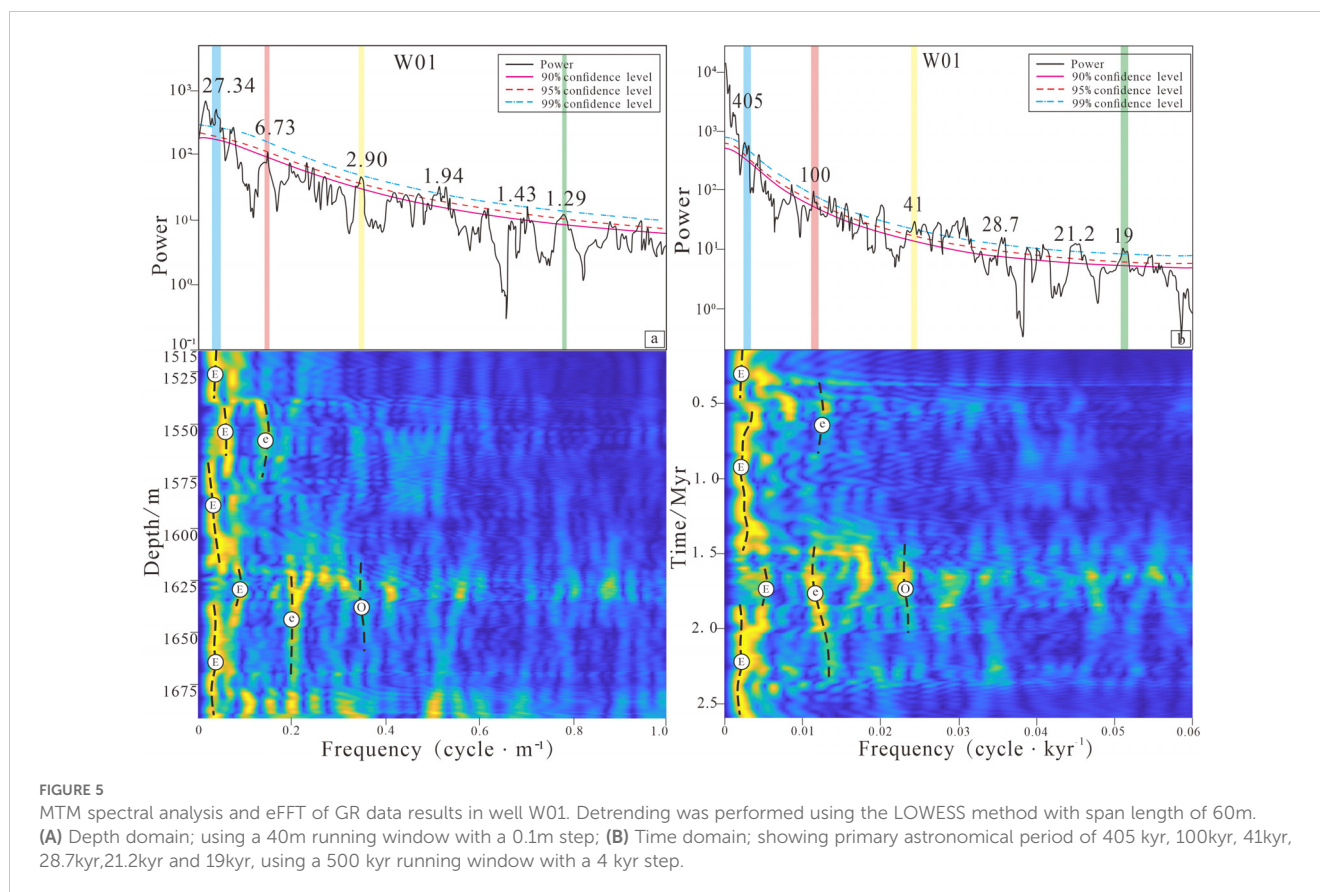 W01
Power
90% confidence level
95% confidence level
99% confidence level
10³
10²
10¹
10⁰
10⁻¹
Power
27.34
6.73
2.90
1.94
1.43
1.29
a
W01
Power
90% confidence level
95% confidence level
99% confidence level
10⁴
10³
10²
10¹
10⁰
Power
405
100
41
28.7
21.2
19
b
1515
1525
1550
1575
1600
1625
1650
1675
Depth/m
E
E
e
E
E
e
O
E
0
0.2
0.4
0.6
0.8
1.0
Frequency (cycle · m⁻¹)
0.5
1.0
1.5
2.0
2.5
Time/Myr
E
e
E
E
e
O
E
0
0.01
0.02
0.03
0.04
0.05
0.06
Frequency (cycle · kyr⁻¹)
FIGURE 5
MTM spectral analysis and eFFT of GR data results in well W01. Detrending was performed using the LOWESS method with span length of 60m.
(A) Depth domain; using a 40m running window with a 0.1m step; (B) Time domain; showing primary astronomical period of 405 kyr, 100kyr, 41kyr,
28.7kyr,21.2kyr and 19kyr, using a 500 kyr running window with a 4 kyr step.